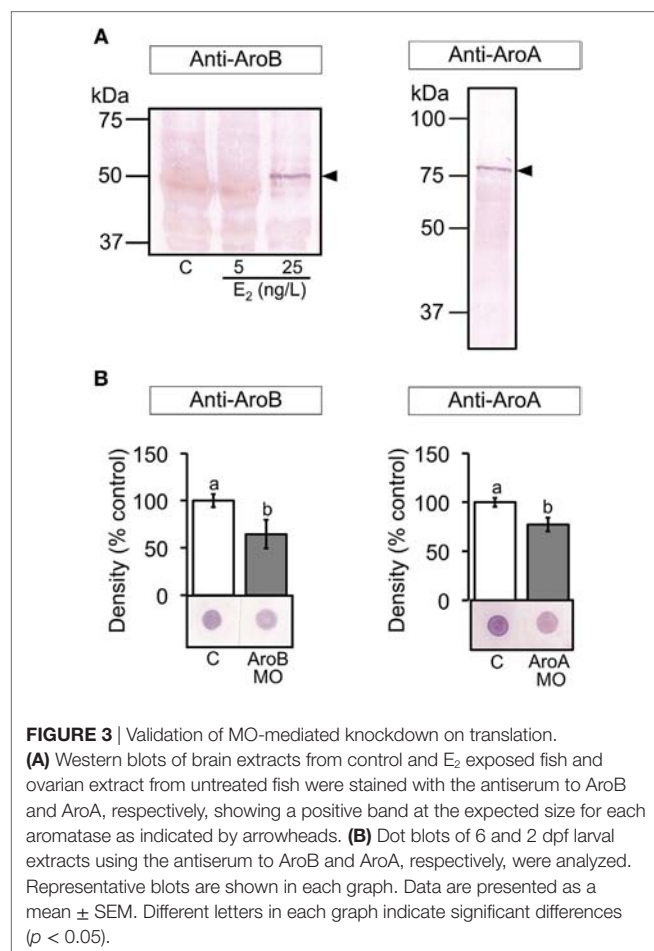 A
Anti-AroB
Anti-AroA
kDa
75
50
37
C 5 25
E₂ (ng/L)
kDa
100
75
50
37
B
Anti-AroB
Anti-AroA
Density (% control)
150
100
50
0
a
b
C AroB
MO
Density (% control)
150
100
50
0
a
b
C AroA
MO
FIGURE 3 | Validation of MO-mediated knockdown on translation.
(A) Western blots of brain extracts from control and E₂ exposed fish and
ovarian extract from untreated fish were stained with the antiserum to AroB
and AroA, respectively, showing a positive band at the expected size for each
aromatase as indicated by arrowheads. (B) Dot blots of 6 and 2 dpf larval
extracts using the antiserum to AroB and AroA, respectively, were analyzed.
Representative blots are shown in each graph. Data are presented as a
mean ± SEM. Different letters in each graph indicate significant differences
(p < 0.05).